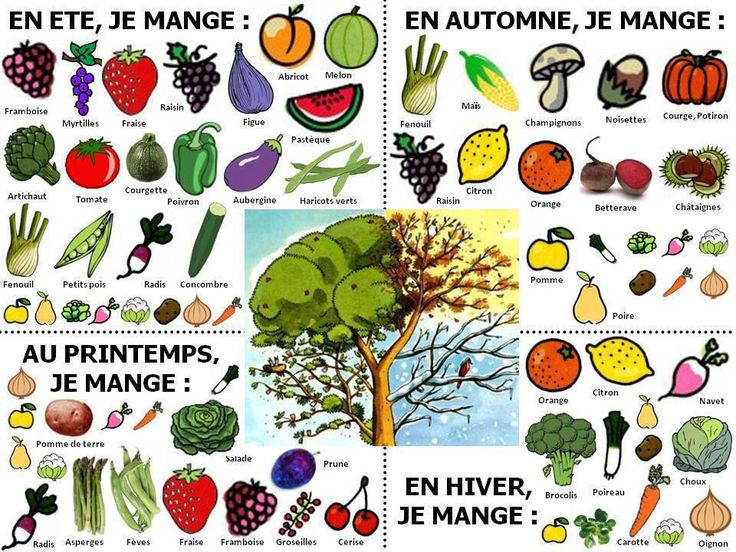 EN ETE, JE MANGE :
Abricot
Melon
Framboise
Myrtilles
Fraise
Raisin
Figue
Pastèque
Artichaut
Tomate
Courgette
Poivron
Aubergine
Haricots verts
Fenouil
Petits pois
Radis
Concombre
EN AUTOMNE, JE MANGE :
Fenouil
Maïs
Champignons
Noisettes
Courge, Potiron
Raisin
Citron
Orange
Betterave
Châtaignes
Pomme
Poire
AU PRINTEMPS,
JE MANGE :
Pomme de terre
Salade
Prune
Radis
Asperges
Fèves
Fraise
Framboise
Groseilles
Cerise
Orange
Citron
Navet
Brocolis
Poireau
Choux
EN HIVER,
JE MANGE :
Carotte
Oignon